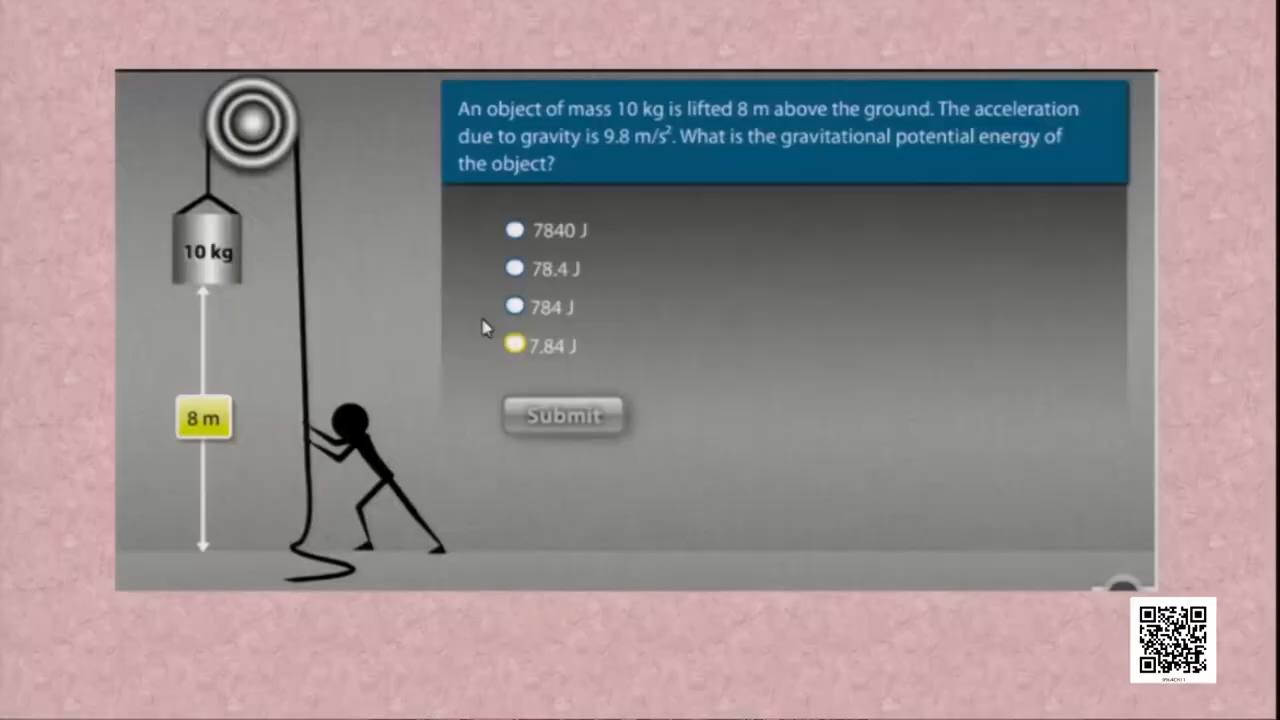 An object of mass 10 kg is lifted 8 m above the ground. The acceleration
due to gravity is 9.8 m/s². What is the gravitational potential energy of
the object?
10 kg
7840 J
78.4 J
784 J
7.84 J
8 m
Submit